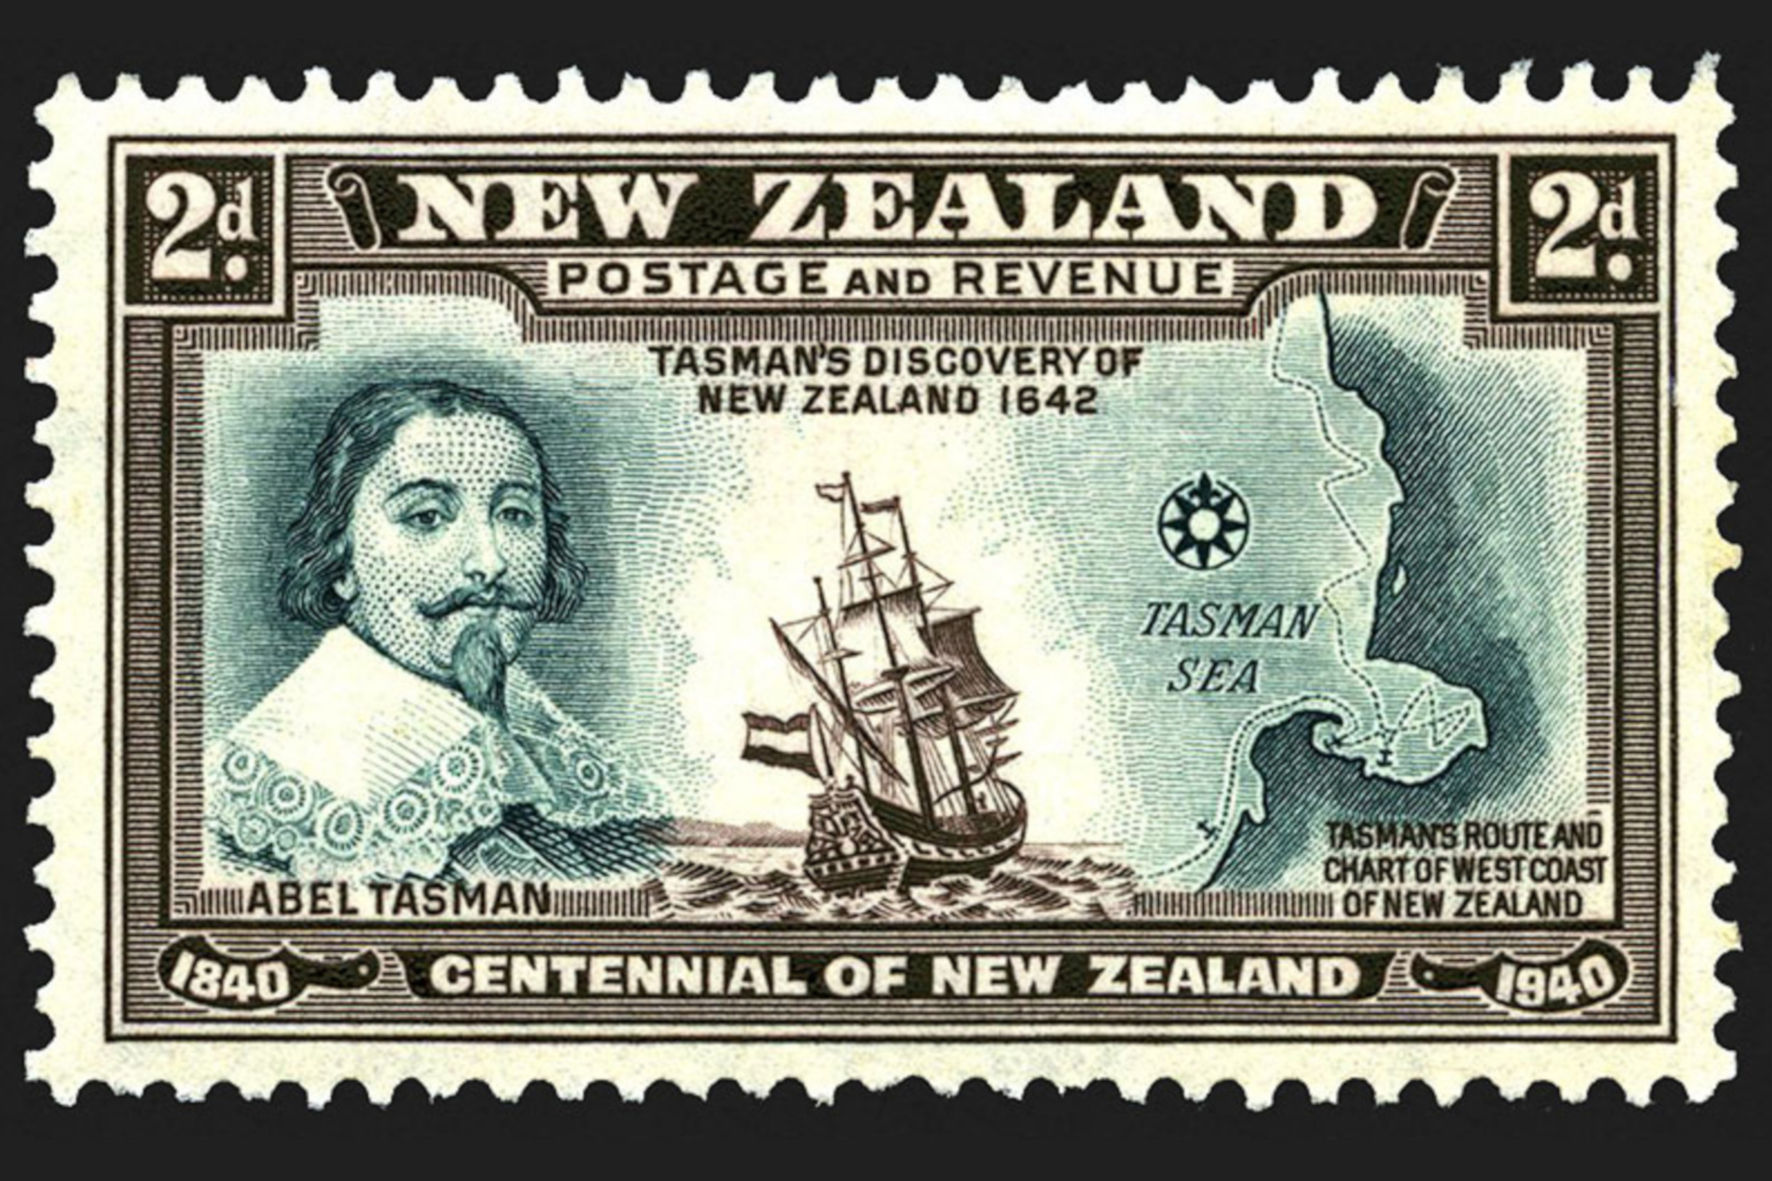 2d.
NEW ZEALAND
2d.
POSTAGE AND REVENUE
TASMAN'S DISCOVERY OF
NEW ZEALAND 1642
TASMAN
SEA
TASMAN'S ROUTE AND
CHART OF WEST COAST
OF NEW ZEALAND
ABEL TASMAN
1840
CENTENNIAL OF NEW ZEALAND
1940